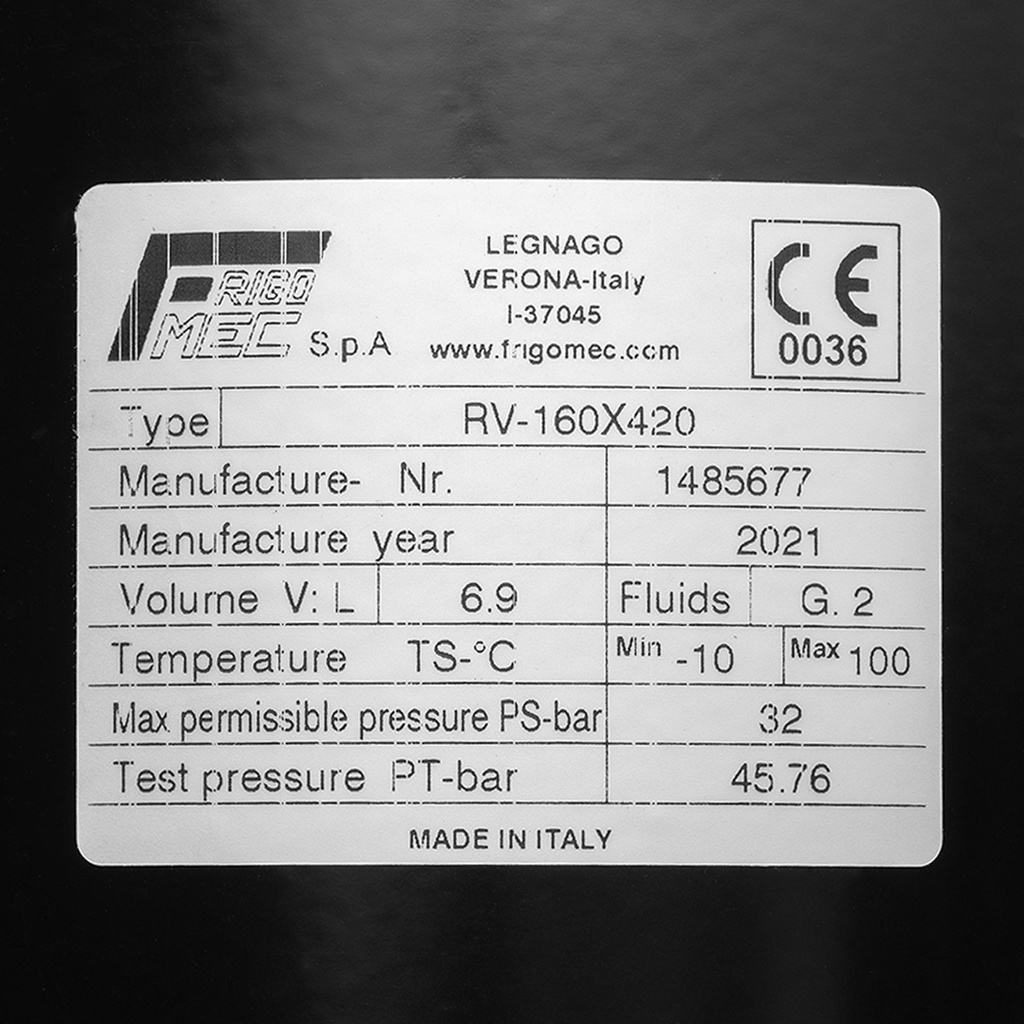 FRIGO
MEC S.p.A
LEGNAGO
VERONA-Italy
I-37045
www.frigomec.com
CE
0036
Type RV-160X420
Manufacture- Nr. 1485677
Manufacture year 2021
Volume V: L 6.9 Fluids G. 2
Temperature TS-°C Min -10 Max 100
Max permissible pressure PS-bar 32
Test pressure PT-bar 45.76
MADE IN ITALY